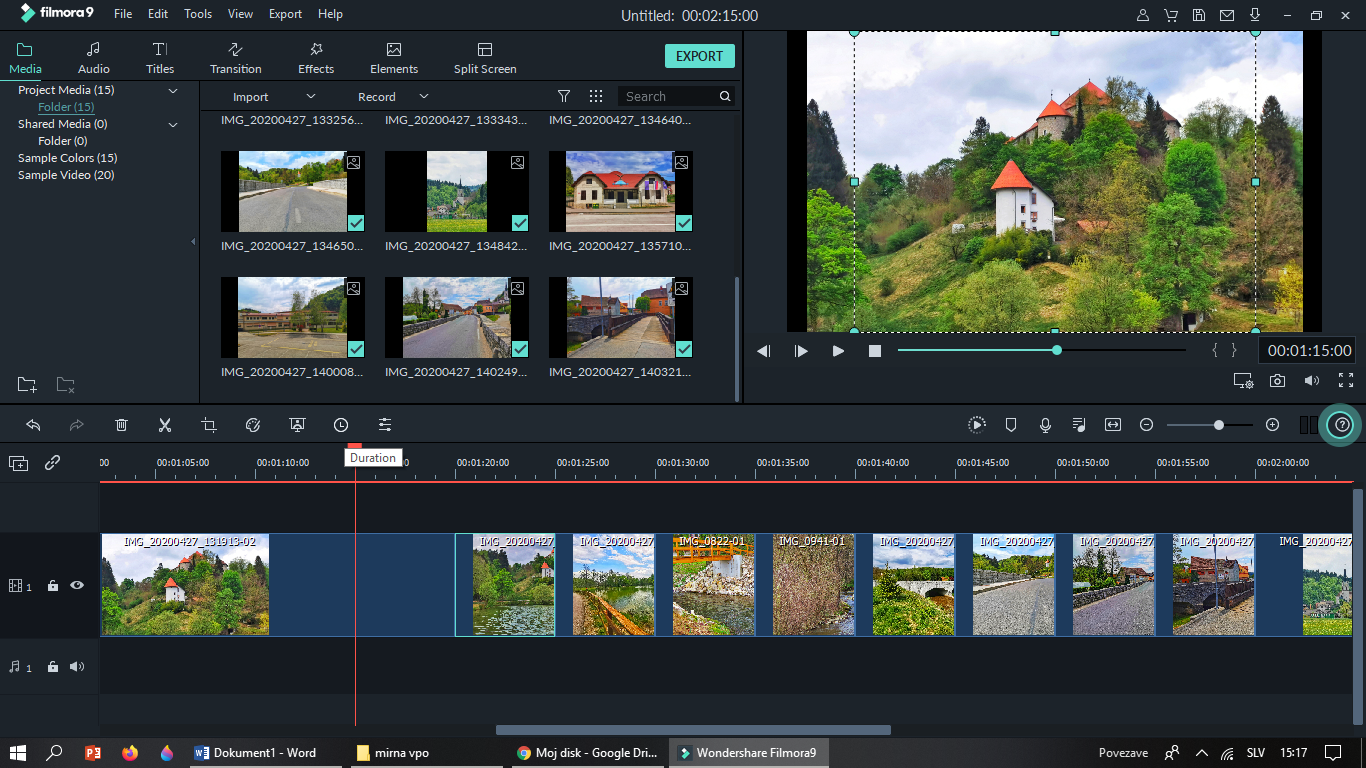 filmora9 File Edit Tools View Export Help Untitled: 00:02:15:00
Media Audio Titles Transition Effects Elements Split Screen EXPORT
Project Media (15)
Folder (15)
Shared Media (0)
Folder (0)
Sample Colors (15)
Sample Video (20)
Import Record Search
IMG_20200427_133256... IMG_20200427_133343... IMG_20200427_134640...
IMG_20200427_134650... IMG_20200427_134842... IMG_20200427_135710...
IMG_20200427_140008... IMG_20200427_140249... IMG_20200427_140321...
{ } 00:01:15:00
Duration
00 00:01:05:00 00:01:10:00 00:01:20:00 00:01:25:00 00:01:30:00 00:01:35:00 00:01:40:00 00:01:45:00 00:01:50:00 00:01:55:00 00:02:00:00
IMG_20200427_131913-02 IMG_20200427 IMG_20200427 IMG_0822-01 IMG_0941-01 IMG_20200427 IMG_20200427 IMG_20200427 IMG_20200427 IMG_20200427
1
1
Dokument1 - Word mirna vpo Moj disk - Google Dri... Wondershare Filmora9 Povezave SLV 15:17